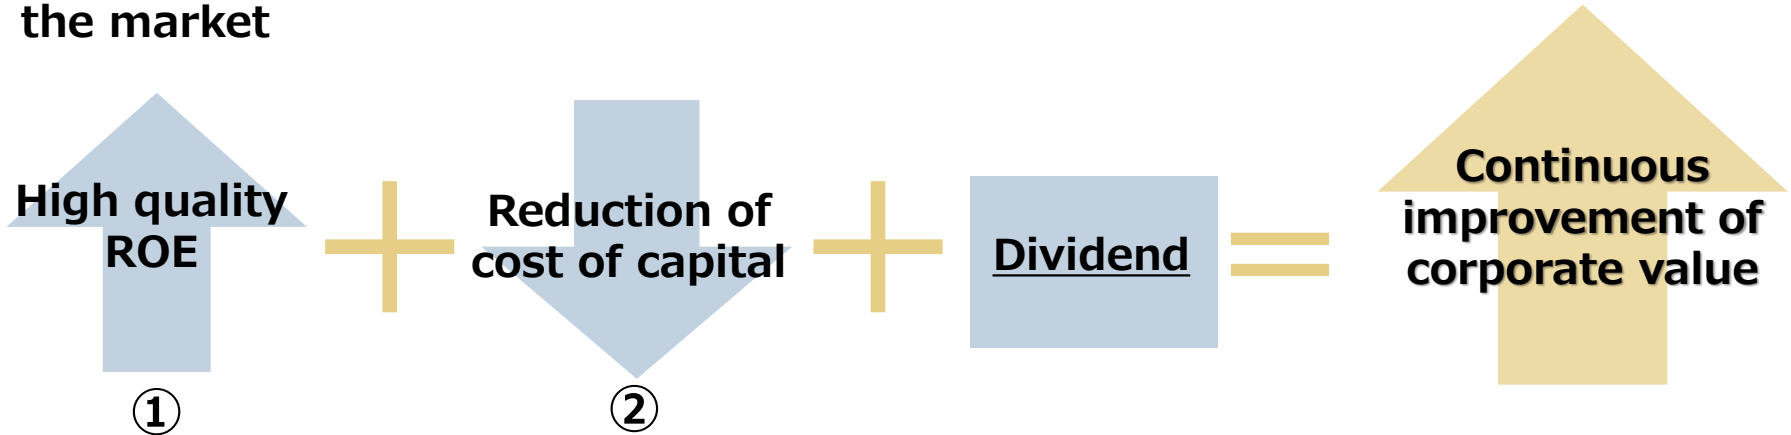 the market
High quality
ROE
Reduction of
cost of capital
Dividend
Continuous
improvement of
corporate value
①
②